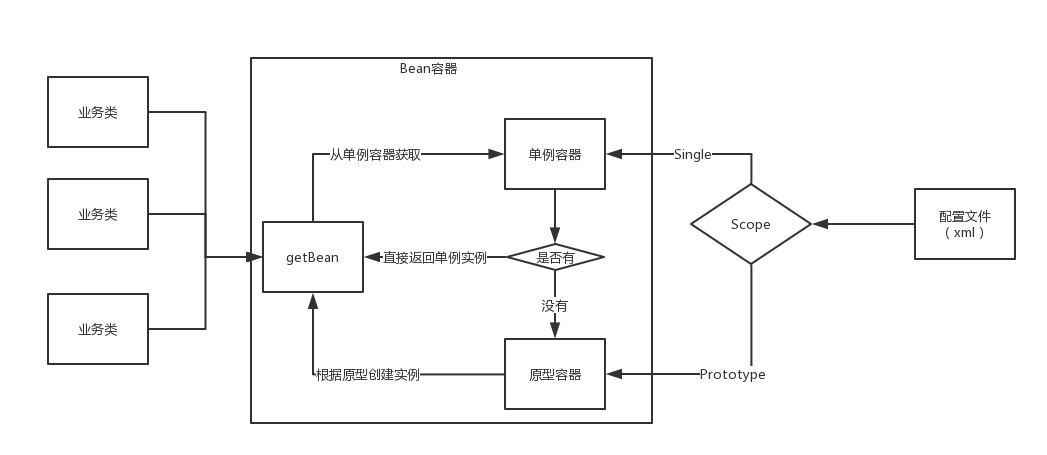 Bean容器
业务类
从单例容器获取
单例容器
Single
业务类
getBean
直接返回单例实例
是否有
Scope
配置文件
（xml）
没有
业务类
根据原型创建实例
原型容器
Prototype